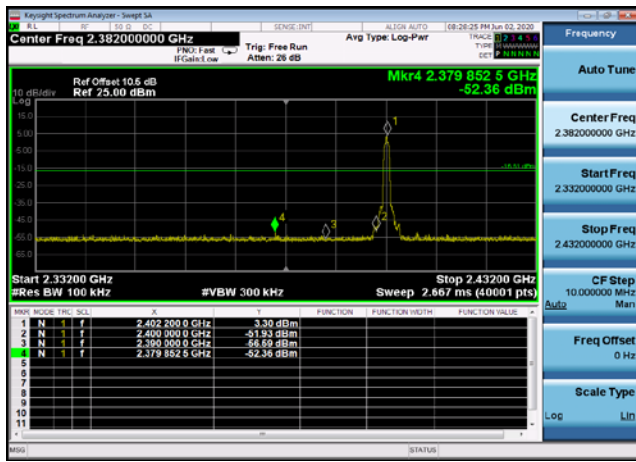 Keysight Spectrum Analyzer - Swept SA
RL RF 50 Ω DC SENSE:INT ALIGN AUTO 08:28:25 PM Jun 02, 2020
Center Freq 2.382000000 GHz
PNO: Fast
IFGain:Low
Trig: Free Run
Atten: 26 dB
Avg Type: Log-Pwr
TRACE 1 2 3 4 5 6
TYPE
DET P N N N N N
Ref Offset 10.5 dB
Ref 25.00 dBm
10 dB/div
Log
Mkr4 2.379 852 5 GHz
-52.36 dBm
15.0
5.00
-5.00
-15.0
-25.0
-35.0
-45.0
-55.0
-65.0
1
2
3
4
Start 2.33200 GHz
#Res BW 100 kHz
#VBW 300 kHz
Stop 2.43200 GHz
Sweep 2.667 ms (40001 pts)
MKR MODE TRC SCL X Y FUNCTION FUNCTION WIDTH FUNCTION VALUE
1 N 1 f 2.402 200 0 GHz 3.30 dBm
2 N 1 f 2.400 000 0 GHz -51.93 dBm
3 N 1 f 2.390 000 0 GHz -56.59 dBm
4 N 1 f 2.379 852 5 GHz -52.36 dBm
5
6
7
8
9
10
11
MSG
STATUS
Frequency
Auto Tune
Center Freq
2.382000000 GHz
Start Freq
2.332000000 GHz
Stop Freq
2.432000000 GHz
CF Step
10.000000 MHz
Auto Man
Freq Offset
0 Hz
Scale Type
Log Lin